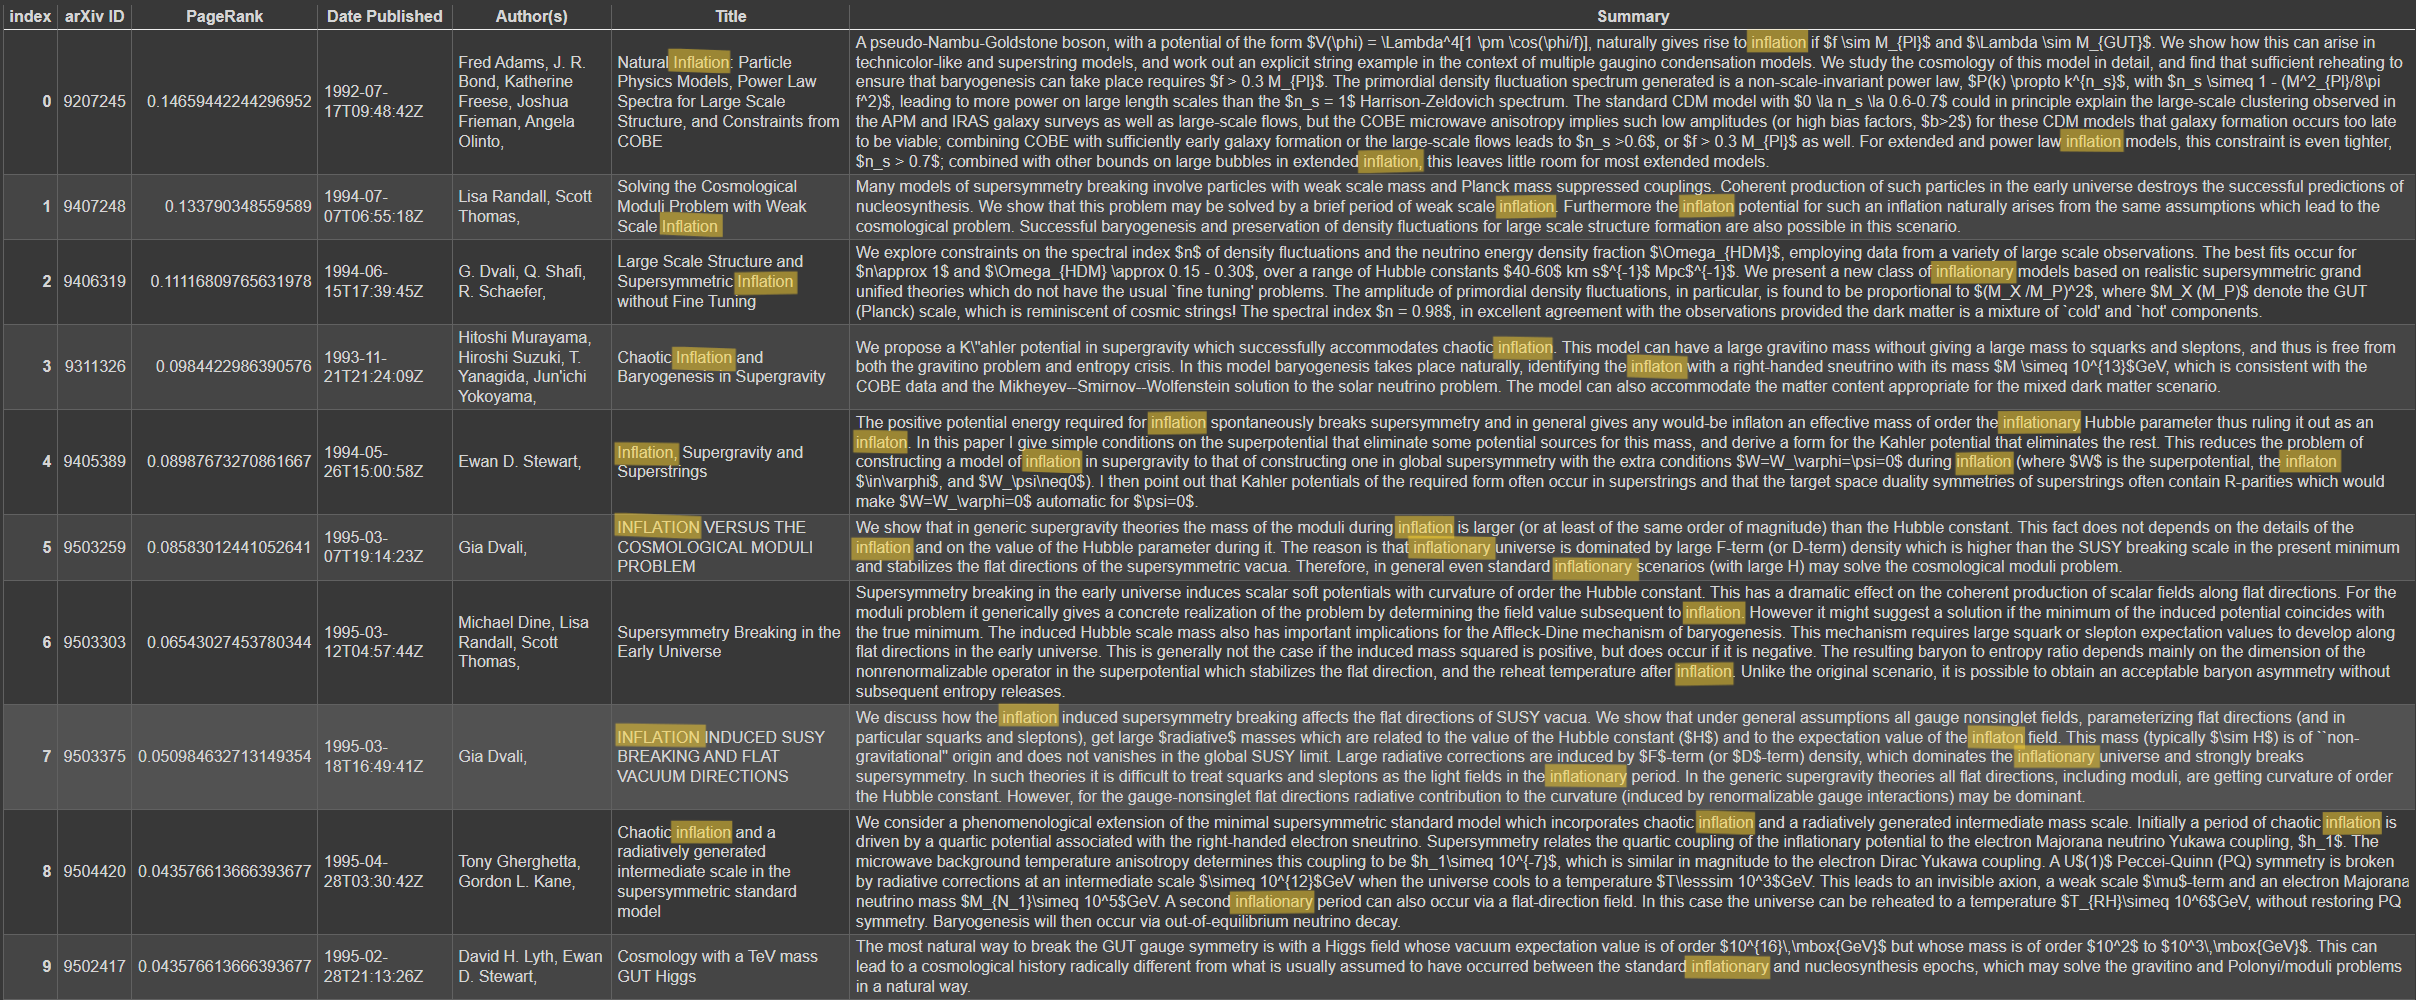 index arXiv ID PageRank Date Published Author(s) Title Summary
0 9207245 0.14659442244296952
1992-07-
17T09:48:42Z
Fred Adams, J. R.
Bond, Katherine
Freese, Joshua
Frieman, Angela
Olinto,
Natural Inflation: Particle
Physics Models, Power Law
Spectra for Large Scale
Structure, and Constraints from
COBE
A pseudo-Nambu-Goldstone boson, with a potential of the form $V(\phi) = \Lambda^4[1 \pm \cos(\phi/f)], naturally gives rise to inflation if $f \sim M_{Pl}$ and $\Lambda \sim M_{GUT}$. We show how this can arise in
technicolor-like and superstring models, and work out an explicit string example in the context of multiple gaugino condensation models. We study the cosmology of this model in detail, and find that sufficient reheating to
ensure that baryogenesis can take place requires $f > 0.3 M_{Pl}$. The primordial density fluctuation spectrum generated is a non-scale-invariant power law, $P(k) \propto k^{n_s}$, with $n_s \simeq 1 - (M^2_{Pl}/8\pi
f^2)$, leading to more power on large length scales than the $n_s = 1$ Harrison-Zeldovich spectrum. The standard CDM model with $0 \la n_s \la 0.6-0.7$ could in principle explain the large-scale clustering observed in
the APM and IRAS galaxy surveys as well as large-scale flows, but the COBE microwave anisotropy implies such low amplitudes (or high bias factors, $b>2$) for these CDM models that galaxy formation occurs too late
to be viable; combining COBE with sufficiently early galaxy formation or the large-scale flows leads to $n_s >0.6$, or $f > 0.3 M_{Pl}$ as well. For extended and power law inflation models, this constraint is even tighter,
$n_s > 0.7$; combined with other bounds on large bubbles in extended inflation, this leaves little room for most extended models.
1 9407248 0.133790348559589
1994-07-
07T06:55:18Z
Lisa Randall, Scott
Thomas,
Solving the Cosmological
Moduli Problem with Weak
Scale Inflation
Many models of supersymmetry breaking involve particles with weak scale mass and Planck mass suppressed couplings. Coherent production of such particles in the early universe destroys the successful predictions of
nucleosynthesis. We show that this problem may be solved by a brief period of weak scale inflation. Furthermore the inflaton potential for such an inflation naturally arises from the same assumptions which lead to the
cosmological problem. Successful baryogenesis and preservation of density fluctuations for large scale structure formation are also possible in this scenario.
2 9406319 0.11116809765631978
1994-06-
15T17:39:45Z
G. Dvali, Q. Shafi,
R. Schaefer,
Large Scale Structure and
Supersymmetric Inflation
without Fine Tuning
We explore constraints on the spectral index $n$ of density fluctuations and the neutrino energy density fraction $\Omega_{HDM}$, employing data from a variety of large scale observations. The best fits occur for
$n\approx 1$ and $\Omega_{HDM} \approx 0.15 - 0.30$, over a range of Hubble constants $40-60$ km s$^{-1}$ Mpc$^{-1}$. We present a new class of inflationary models based on realistic supersymmetric grand
unified theories which do not have the usual `fine tuning' problems. The amplitude of primordial density fluctuations, in particular, is found to be proportional to $(M_X /M_P)^2$, where $M_X (M_P)$ denote the GUT
(Planck) scale, which is reminiscent of cosmic strings! The spectral index $n = 0.98$, in excellent agreement with the observations provided the dark matter is a mixture of `cold' and `hot' components.
3 9311326 0.0984422986390576
1993-11-
21T21:24:09Z
Hitoshi Murayama,
Hiroshi Suzuki, T.
Yanagida, Jun'ichi
Yokoyama,
Chaotic Inflation and
Baryogenesis in Supergravity
We propose a K\"ahler potential in supergravity which successfully accommodates chaotic inflation. This model can have a large gravitino mass without giving a large mass to squarks and sleptons, and thus is free from
both the gravitino problem and entropy crisis. In this model baryogenesis takes place naturally, identifying the inflaton with a right-handed sneutrino with its mass $M \simeq 10^{13}$GeV, which is consistent with the
COBE data and the Mikheyev--Smirnov--Wolfenstein solution to the solar neutrino problem. The model can also accommodate the matter content appropriate for the mixed dark matter scenario.
4 9405389 0.08987673270861667
1994-05-
26T15:00:58Z
Ewan D. Stewart,
Inflation, Supergravity and
Superstrings
The positive potential energy required for inflation spontaneously breaks supersymmetry and in general gives any would-be inflaton an effective mass of order the inflationary Hubble parameter thus ruling it out as an
inflaton. In this paper I give simple conditions on the superpotential that eliminate some potential sources for this mass, and derive a form for the Kahler potential that eliminates the rest. This reduces the problem of
constructing a model of inflation in supergravity to that of constructing one in global supersymmetry with the extra conditions $W=W_\varphi=\psi=0$ during inflation (where $W$ is the superpotential, the inflaton
$\in\varphi$, and $W_\psi\neq0$). I then point out that Kahler potentials of the required form often occur in superstrings and that the target space duality symmetries of superstrings often contain R-parities which would
make $W=W_\varphi=0$ automatic for $\psi=0$.
5 9503259 0.08583012441052641
1995-03-
07T19:14:23Z
Gia Dvali,
INFLATION VERSUS THE
COSMOLOGICAL MODULI
PROBLEM
We show that in generic supergravity theories the mass of the moduli during inflation is larger (or at least of the same order of magnitude) than the Hubble constant. This fact does not depends on the details of the
inflation and on the value of the Hubble parameter during it. The reason is that inflationary universe is dominated by large F-term (or D-term) density which is higher than the SUSY breaking scale in the present minimum
and stabilizes the flat directions of the supersymmetric vacua. Therefore, in general even standard inflationary scenarios (with large H) may solve the cosmological moduli problem.
6 9503303 0.06543027453780344
1995-03-
12T04:57:44Z
Michael Dine, Lisa
Randall, Scott
Thomas,
Supersymmetry Breaking in the
Early Universe
Supersymmetry breaking in the early universe induces scalar soft potentials with curvature of order the Hubble constant. This has a dramatic effect on the coherent production of scalar fields along flat directions. For the
moduli problem it generically gives a concrete realization of the problem by determining the field value subsequent to inflation. However it might suggest a solution if the minimum of the induced potential coincides with
the true minimum. The induced Hubble scale mass also has important implications for the Affleck-Dine mechanism of baryogenesis. This mechanism requires large squark or slepton expectation values to develop along
flat directions in the early universe. This is generally not the case if the induced mass squared is positive, but does occur if it is negative. The resulting baryon to entropy ratio depends mainly on the dimension of the
nonrenormalizable operator in the superpotential which stabilizes the flat direction, and the reheat temperature after inflation. Unlike the original scenario, it is possible to obtain an acceptable baryon asymmetry without
subsequent entropy releases.
7 9503375 0.050984632713149354
1995-03-
18T16:49:41Z
Gia Dvali,
INFLATION INDUCED SUSY
BREAKING AND FLAT
VACUUM DIRECTIONS
We discuss how the inflation induced supersymmetry breaking affects the flat directions of SUSY vacua. We show that under general assumptions all gauge nonsinglet fields, parameterizing flat directions (and in
particular squarks and sleptons), get large $radiative$ masses which are related to the value of the Hubble constant ($H$) and to the expectation value of the inflaton field. This mass (typically $\sim H$) is of ``non-
gravitational'' origin and does not vanishes in the global SUSY limit. Large radiative corrections are induced by $F$-term (or $D$-term) density, which dominates the inflationary universe and strongly breaks
supersymmetry. In such theories it is difficult to treat squarks and sleptons as the light fields in the inflationary period. In the generic supergravity theories all flat directions, including moduli, are getting curvature of order
the Hubble constant. However, for the gauge-nonsinglet flat directions radiative contribution to the curvature (induced by renormalizable gauge interactions) may be dominant.
8 9504420 0.043576613666393677
1995-04-
28T03:30:42Z
Tony Gherghetta,
Gordon L. Kane,
Chaotic inflation and a
radiatively generated
intermediate scale in the
supersymmetric standard
model
We consider a phenomenological extension of the minimal supersymmetric standard model which incorporates chaotic inflation and a radiatively generated intermediate mass scale. Initially a period of chaotic inflation is
driven by a quartic potential associated with the right-handed electron sneutrino. Supersymmetry relates the quartic coupling of the inflationary potential to the electron Majorana neutrino Yukawa coupling, $h_1$. The
microwave background temperature anisotropy determines this coupling to be $h_1\simeq 10^{-7}$, which is similar in magnitude to the electron Dirac Yukawa coupling. A U$(1)$ Peccei-Quinn (PQ) symmetry is broken
by radiative corrections at an intermediate scale $\simeq 10^{12}$GeV when the universe cools to a temperature $T\lesssim 10^3$GeV. This leads to an invisible axion, a weak scale $\mu$-term and an electron Majorana
neutrino mass $M_{N_1}\simeq 10^5$GeV. A second inflationary period can also occur via a flat-direction field. In this case the universe can be reheated to a temperature $T_{RH}\simeq 10^6$GeV, without restoring PQ
symmetry. Baryogenesis will then occur via out-of-equilibrium neutrino decay.
9 9502417 0.043576613666393677
1995-02-
28T21:13:26Z
David H. Lyth, Ewan
D. Stewart,
Cosmology with a TeV mass
GUT Higgs
The most natural way to break the GUT gauge symmetry is with a Higgs field whose vacuum expectation value is of order $10^{16}\,\mbox{GeV}$ but whose mass is of order $10^2$ to $10^3\,\mbox{GeV}$. This can
lead to a cosmological history radically different from what is usually assumed to have occurred between the standard inflationary and nucleosynthesis epochs, which may solve the gravitino and Polonyi/moduli problems
in a natural way.